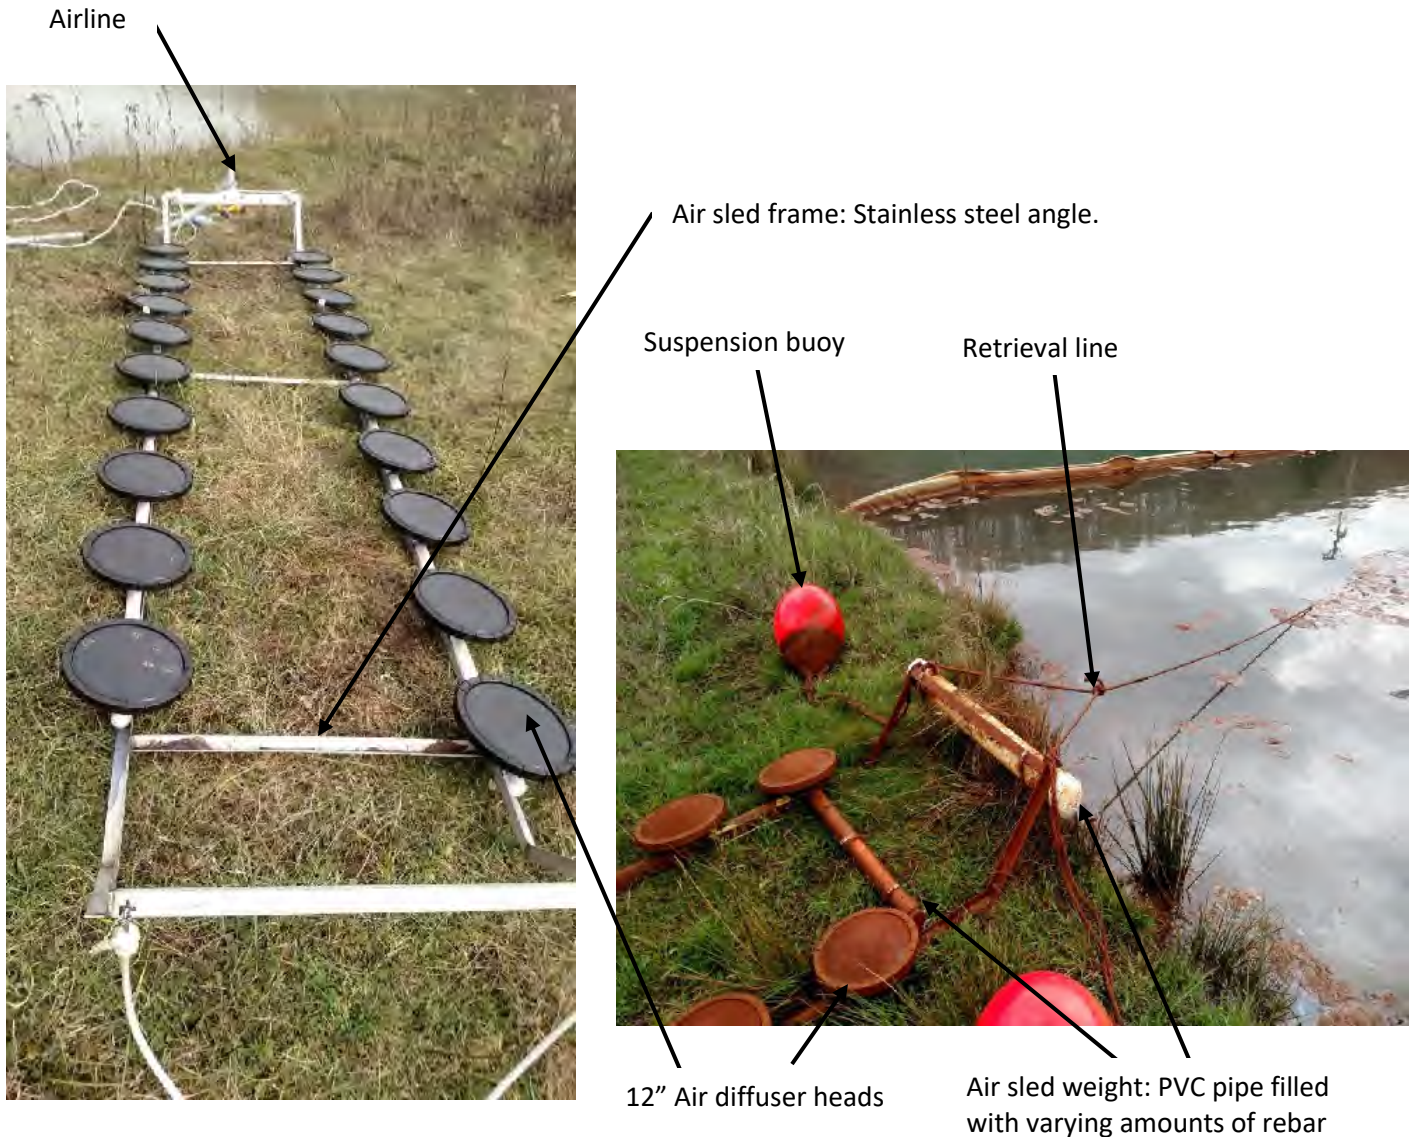 Airline
Air sled frame: Stainless steel angle.
Suspension buoy
Retrieval line
12” Air diffuser heads
Air sled weight: PVC pipe filled
with varying amounts of rebar